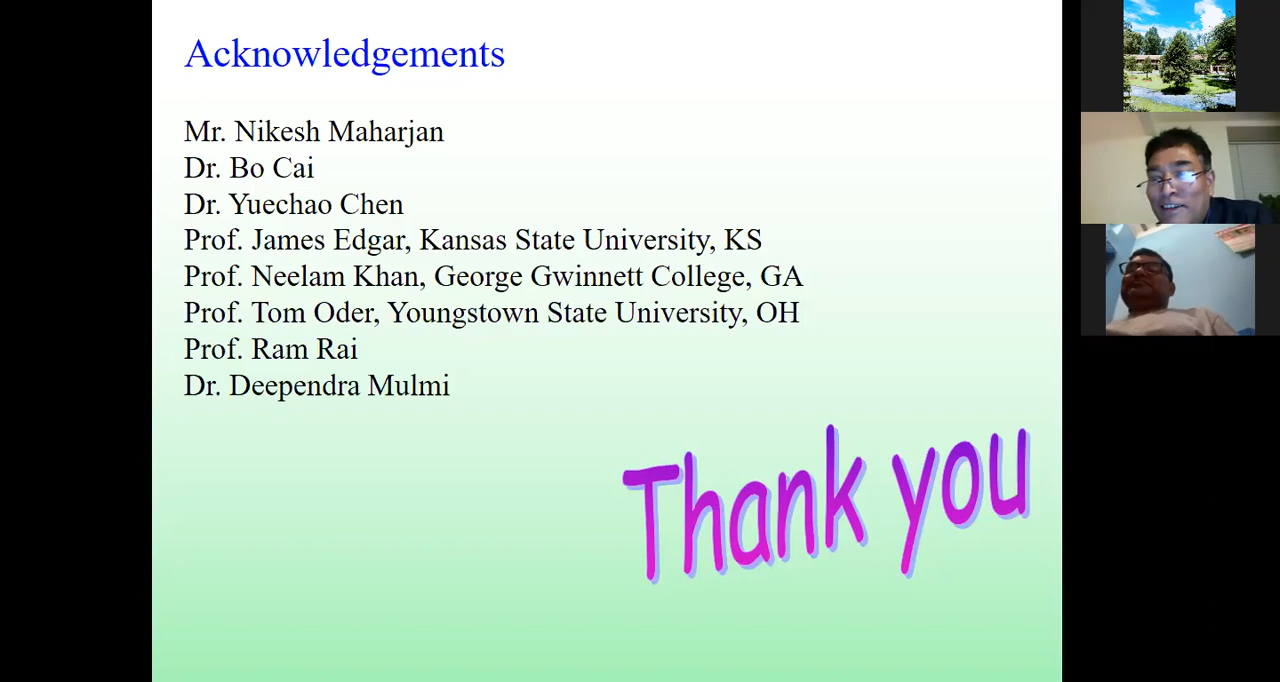 Acknowledgements
Mr. Nikesh Maharjan
Dr. Bo Cai
Dr. Yuechao Chen
Prof. James Edgar, Kansas State University, KS
Prof. Neelam Khan, George Gwinnett College, GA
Prof. Tom Oder, Youngstown State University, OH
Prof. Ram Rai
Dr. Deependra Mulmi
Thank you